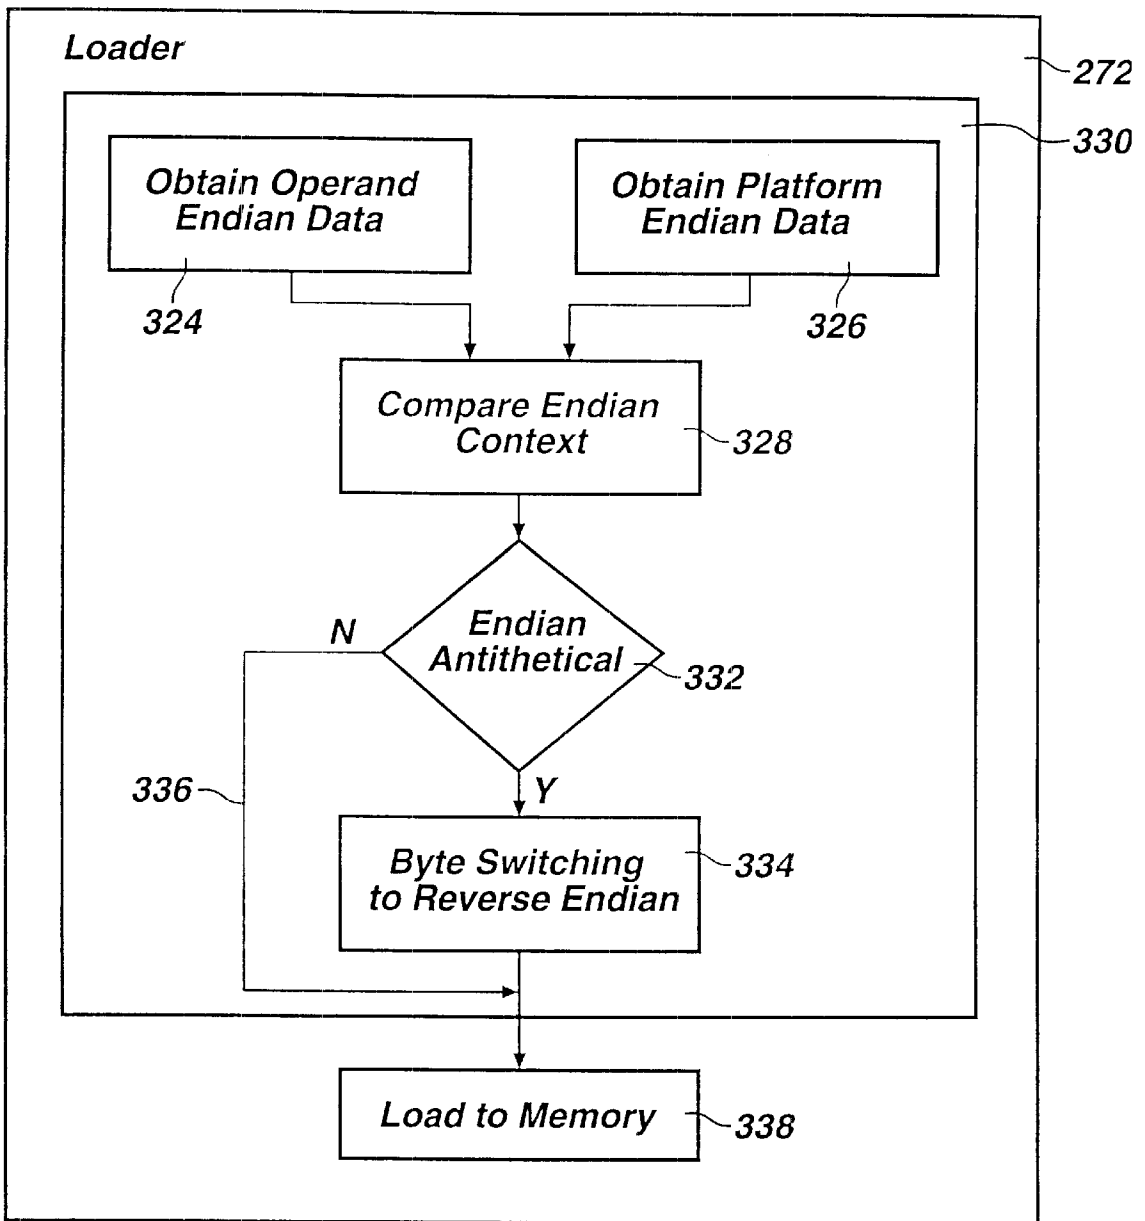 Loader
272
330
Obtain Operand
Endian Data
324
Obtain Platform
Endian Data
326
Compare Endian
Context
328
Endian
Antithetical
332
N
Y
336
Byte Switching
to Reverse Endian
334
Load to Memory
338